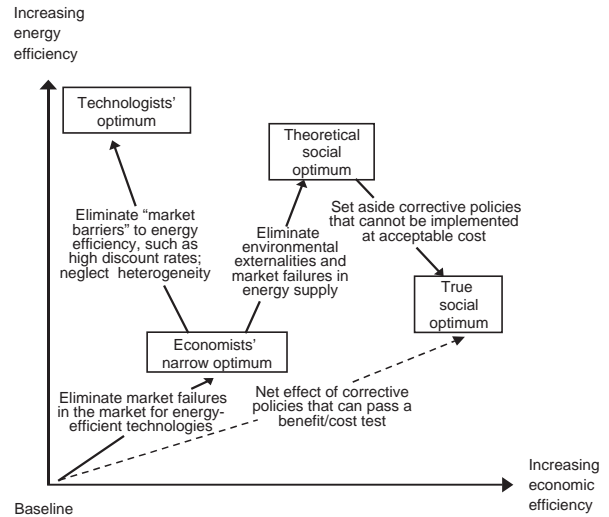 Increasing
energy
efficiency
Technologists'
optimum
Theoretical
social
optimum
Eliminate “market
barriers” to energy
efficiency, such as
high discount rates;
neglect heterogeneity
Eliminate
environmental
externalities and
market failures in
energy supply
Set aside corrective policies
that cannot be implemented
at acceptable cost
True
social
optimum
Economists'
narrow optimum
Eliminate market failures
in the market for energy-
efficient technologies
Net effect of corrective
policies that can pass a
benefit/cost test
Increasing
economic
efficiency
Baseline